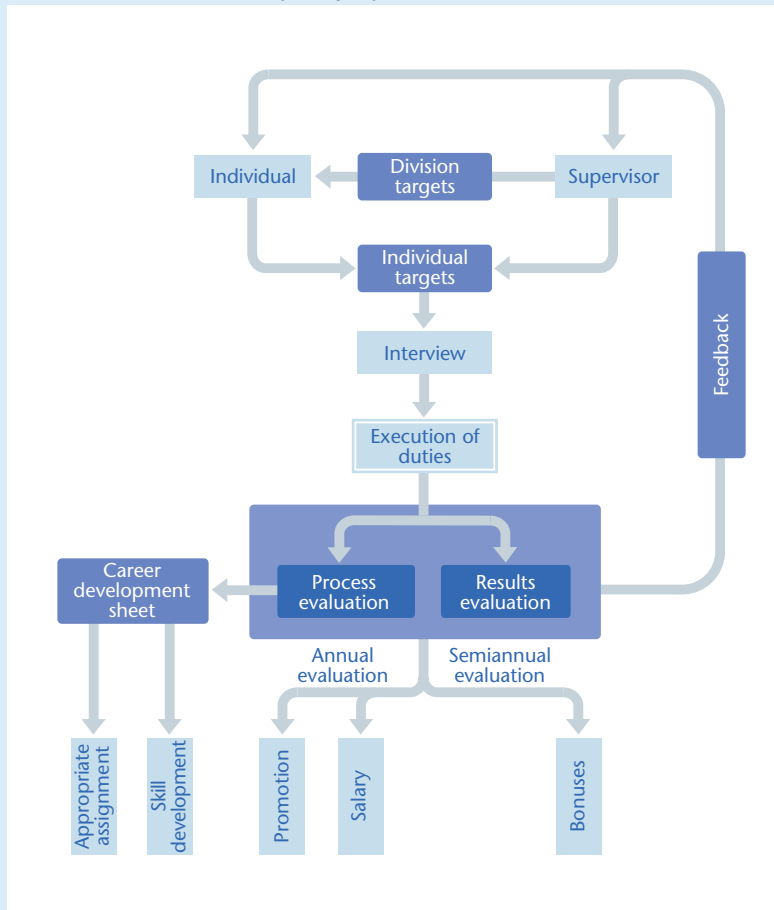 Individual
Division
targets
Supervisor
Individual
targets
Interview
Feedback
Execution of
duties
Career
development
sheet
Process
evaluation
Results
evaluation
Annual
evaluation
Semiannual
evaluation
Appropriate
assignment
Skill
development
Promotion
Salary
Bonuses